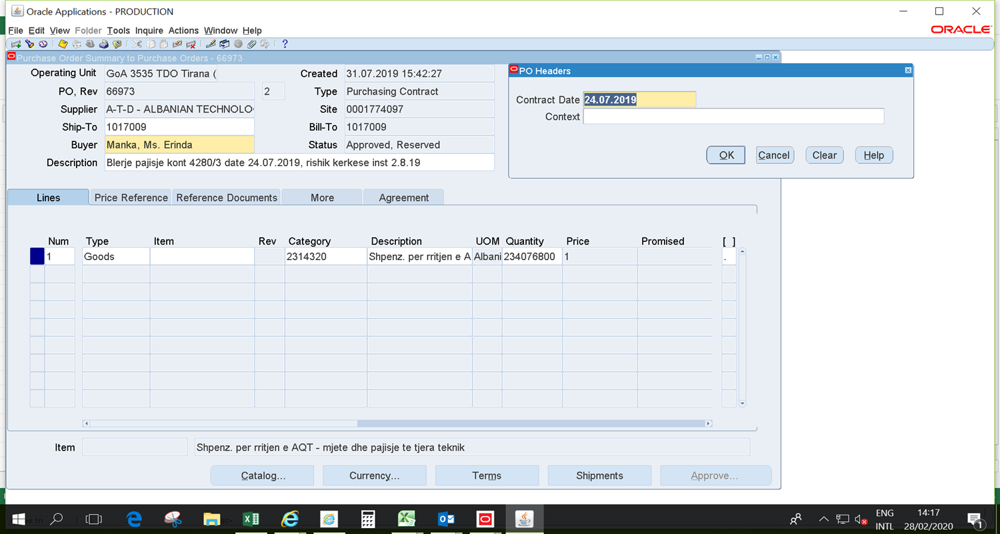 Oracle Applications - PRODUCTION
File Edit View Folder Tools Inquire Actions Window Help
ORACLE
Purchase Order Summary to Purchase Orders - 66973
Operating Unit GoA 3535 TDO Tirana ( Created 31.07.2019 15:42:27
PO, Rev 66973 2 Type Purchasing Contract
Supplier A-T-D - ALBANIAN TECHNOLO Site 0001774097
Ship-To 1017009 Bill-To 1017009
Buyer Manka, Ms. Erinda Status Approved, Reserved
Description Blerje pajisje kont 4280/3 date 24.07.2019, rishik kerkese inst 2.8.19
PO Headers
Contract Date 24.07.2019
Context
OK Cancel Clear Help
Lines Price Reference Reference Documents More Agreement
Num Type Item Rev Category Description UOM Quantity Price Promised [ ]
1 Goods 2314320 Shpenz. per rritjen e A Albani 234076800 1 .
Item Shpenz. per rritjen e AQT - mjete dhe pajisje te tjera teknik
Catalog... Currency... Terms Shipments Approve...
ENG 14:17
INTL 28/02/2020 1